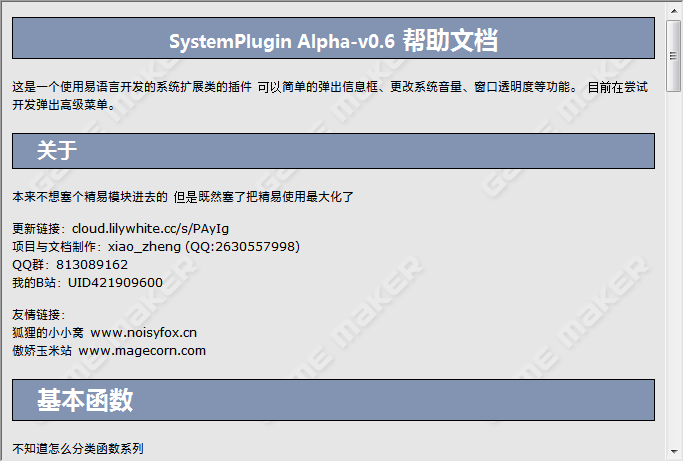 SystemPlugin Alpha-v0.6 帮助文档
这是一个使用易语言开发的系统扩展类的插件 可以简单的弹出信息框、更改系统音量、窗口透明度等功能。 目前在尝试
开发弹出高级菜单。
关于
本来不想塞个精易模块进去的 但是既然塞了把精易使用最大化了
更新链接：cloud.lilywhite.cc/s/PAyIg
项目与文档制作：xiao_zheng (QQ:2630557998)
QQ群：813089162
我的B站：UID421909600
友情链接：
狐狸的小小窝 www.noisyfox.cn
傲娇玉米站 www.magecorn.com
基本函数
不知道怎么分类函数系列
GAME MAKER
GAME MAKER
GAME MAKER